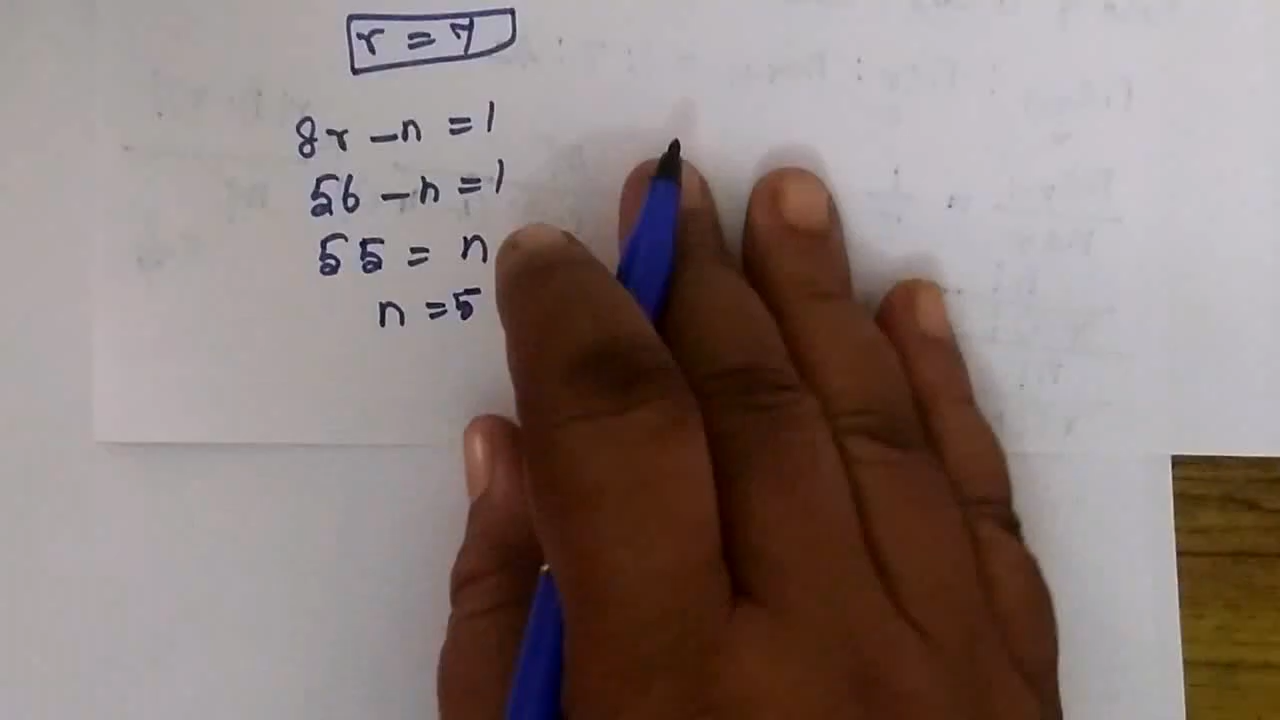 r = 7
8r - n = 1
56 - n = 1
55 = n
n = 5